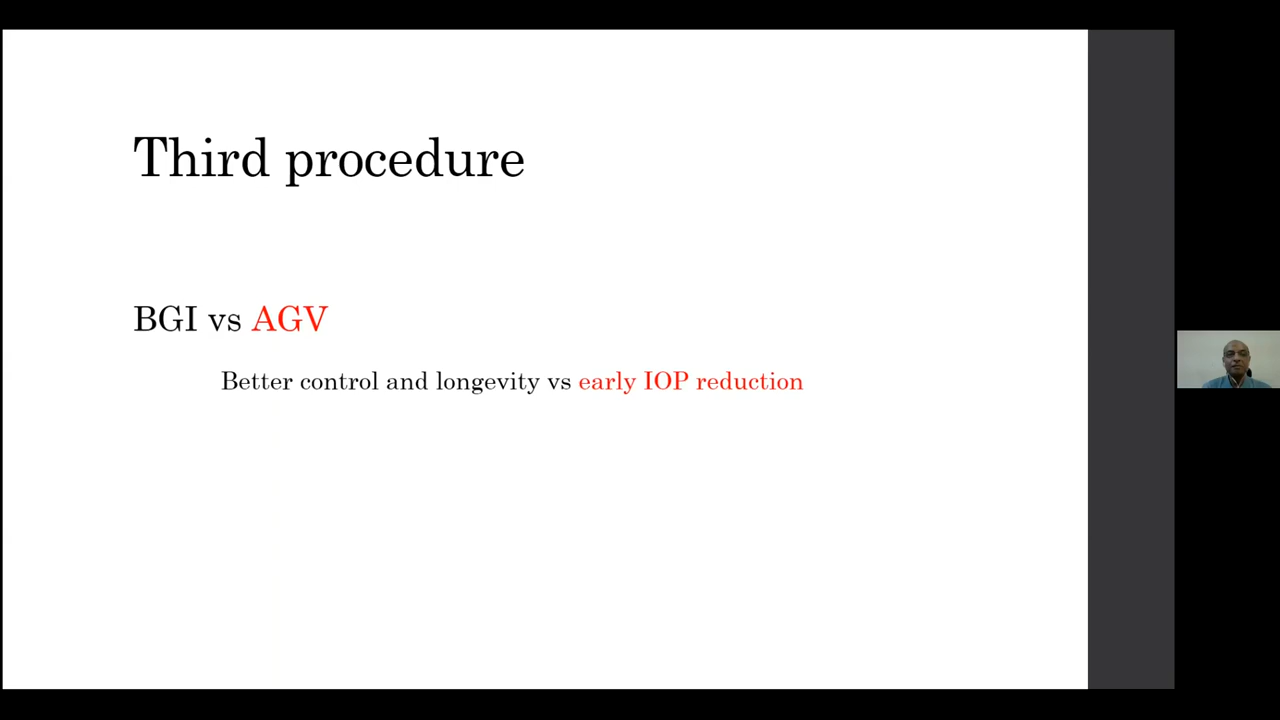 Third procedure
BGI vs AGV
Better control and longevity vs early IOP reduction